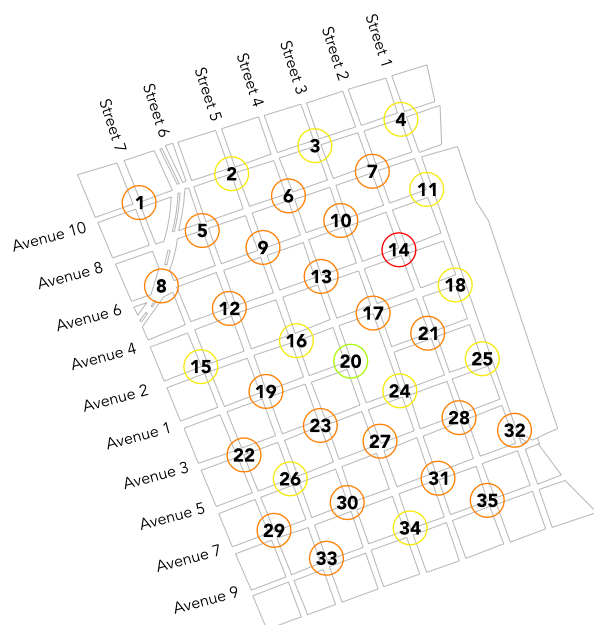 Street 1
Street 2
Street 3
Street 4
Street 5
Street 6
Street 7
Avenue 10
Avenue 8
Avenue 6
Avenue 4
Avenue 2
Avenue 1
Avenue 3
Avenue 5
Avenue 7
Avenue 9
1
2
3
4
5
6
7
8
9
10
11
12
13
14
15
16
17
18
19
20
21
22
23
24
25
26
27
28
29
30
31
32
33
34
35